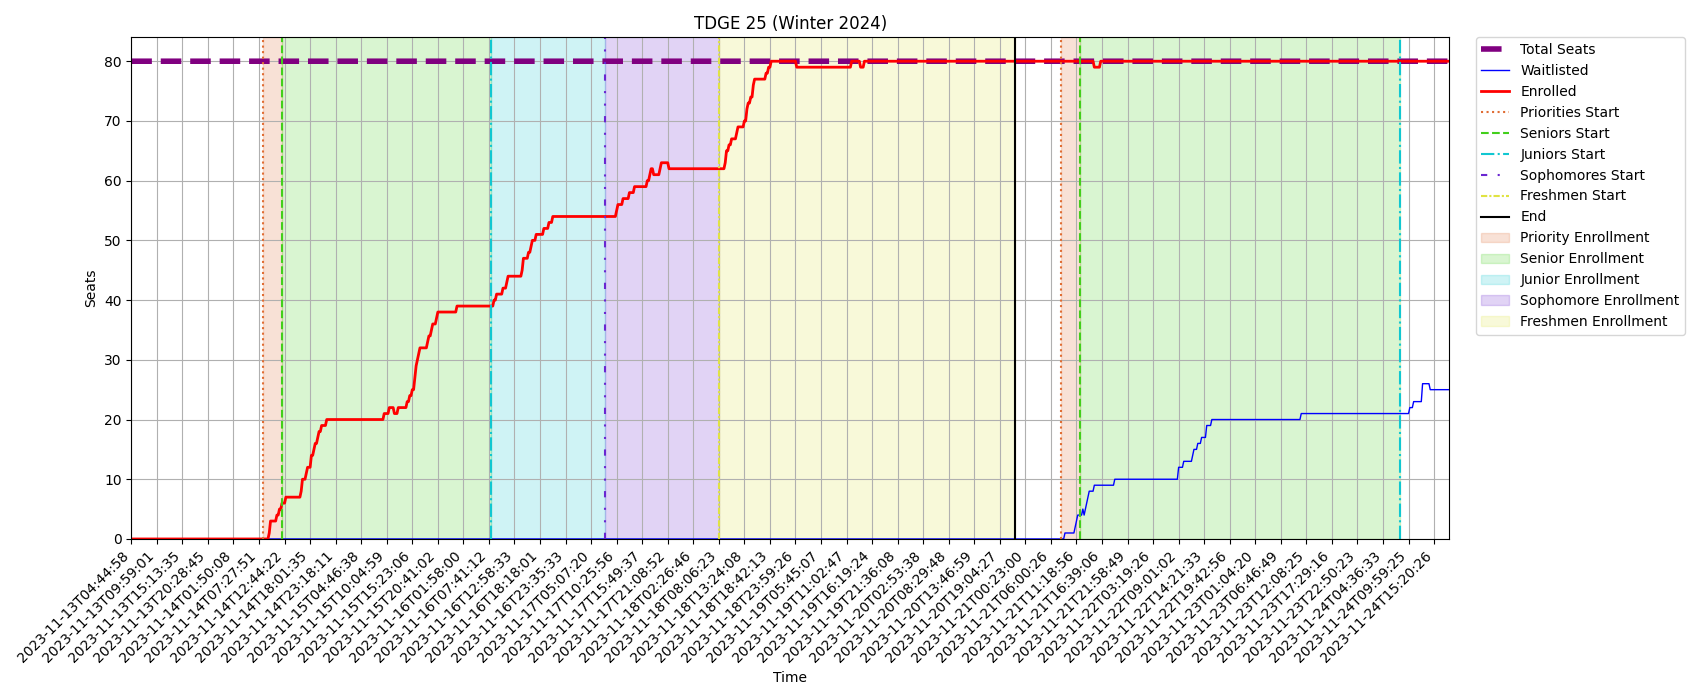 TDGE 25 (Winter 2024)
Seats
80
70
60
50
40
30
20
10
0
2023-11-13T04:44:58
2023-11-13T09:59:01
2023-11-13T15:13:35
2023-11-13T20:28:45
2023-11-14T01:50:09
2023-11-14T07:27:51
2023-11-14T12:44:22
2023-11-14T18:01:35
2023-11-14T23:18:11
2023-11-15T04:46:38
2023-11-15T10:04:59
2023-11-15T15:23:06
2023-11-15T20:41:02
2023-11-16T01:58:00
2023-11-16T07:41:12
2023-11-16T12:58:33
2023-11-16T18:18:01
2023-11-16T23:35:33
2023-11-17T05:07:20
2023-11-17T10:25:56
2023-11-17T15:49:37
2023-11-17T21:08:52
2023-11-18T02:26:46
2023-11-18T08:06:23
2023-11-18T13:24:08
2023-11-18T18:42:13
2023-11-18T23:59:26
2023-11-19T05:45:07
2023-11-19T11:02:47
2023-11-19T16:19:24
2023-11-19T21:36:08
2023-11-20T02:53:38
2023-11-20T08:29:48
2023-11-20T13:46:59
2023-11-20T19:04:27
2023-11-21T00:23:00
2023-11-21T06:00:26
2023-11-21T11:18:56
2023-11-21T16:39:06
2023-11-21T21:58:49
2023-11-22T03:19:26
2023-11-22T09:01:02
2023-11-22T14:21:33
2023-11-22T19:42:56
2023-11-23T01:04:20
2023-11-23T06:46:49
2023-11-23T12:08:25
2023-11-23T17:29:16
2023-11-23T22:50:23
2023-11-24T04:36:33
2023-11-24T09:59:25
2023-11-24T15:20:26
Time
Total Seats
Waitlisted
Enrolled
Priorities Start
Seniors Start
Juniors Start
Sophomores Start
Freshmen Start
End
Priority Enrollment
Senior Enrollment
Junior Enrollment
Sophomore Enrollment
Freshmen Enrollment